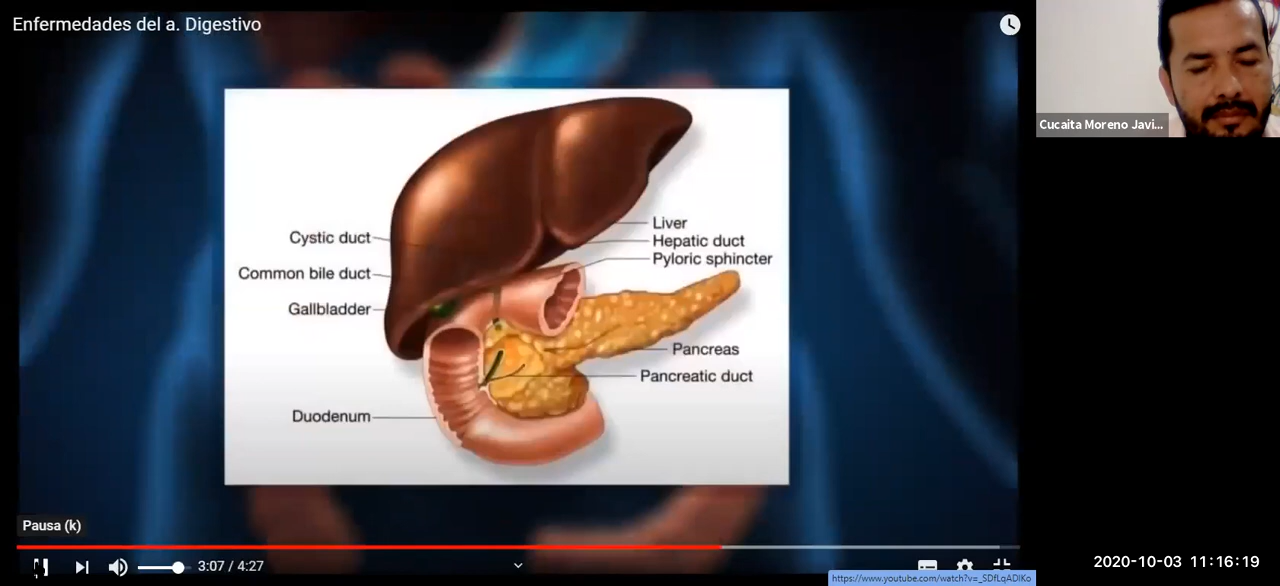 Enfermedades del a. Digestivo
Cucaita Moreno Javi...
Cystic duct
Common bile duct
Gallbladder
Duodenum
Liver
Hepatic duct
Pyloric sphincter
Pancreas
Pancreatic duct
Pausa (k)
3:07 / 4:27
2020-10-03 11:16:19
https://www.youtube.com/watch?v=_SDfLqADIKo